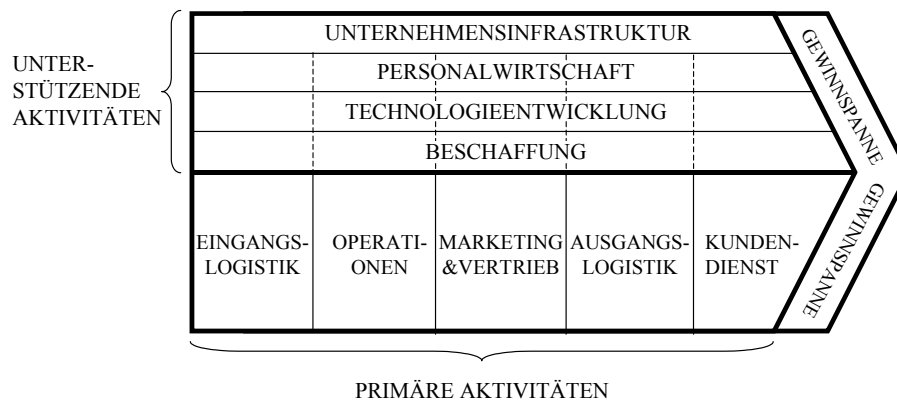 UNTERNEHMENSINFRASTRUKTUR
PERSONALWIRTSCHAFT
TECHNOLOGIEENTWICKLUNG
BESCHAFFUNG
UNTER-
STÜTZENDE
AKTIVITÄTEN
GEWINNSPANNE
GEWINNSPANNE
EINGANGS-
LOGISTIK
OPERATI-
ONEN
MARKETING
&VERTRIEB
AUSGANGS-
LOGISTIK
KUNDEN-
DIENST
PRIMÄRE AKTIVITÄTEN